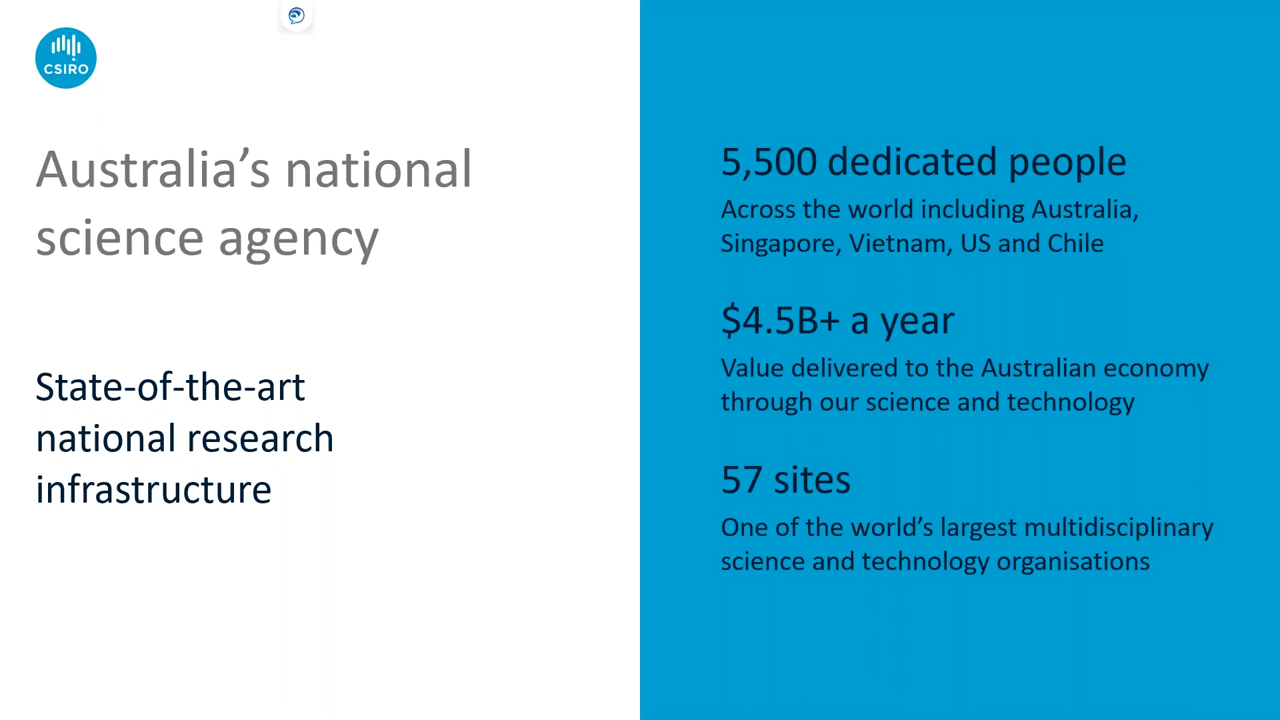 CSIRO
Australia’s national
science agency
State-of-the-art
national research
infrastructure
5,500 dedicated people
Across the world including Australia,
Singapore, Vietnam, US and Chile
$4.5B+ a year
Value delivered to the Australian economy
through our science and technology
57 sites
One of the world’s largest multidisciplinary
science and technology organisations